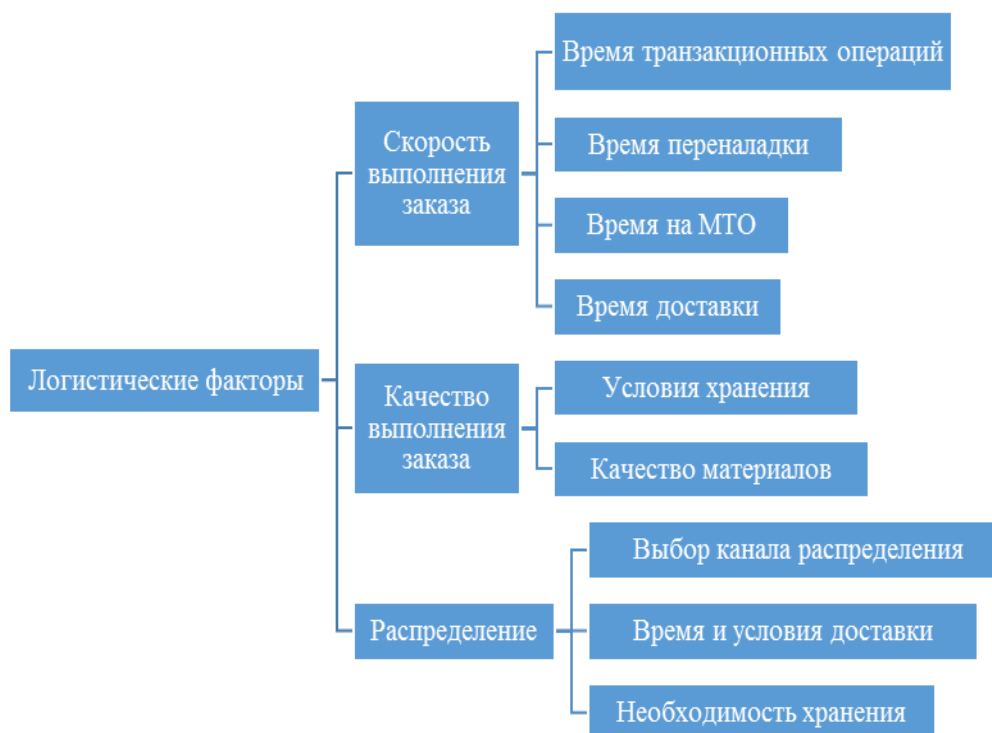 Логистические факторы
Скорость
выполнения
заказа
Время транзакционных операций
Время переналадки
Время на МТО
Время доставки
Качество
выполнения
заказа
Условия хранения
Качество материалов
Распределение
Выбор канала распределения
Время и условия доставки
Необходимость хранения